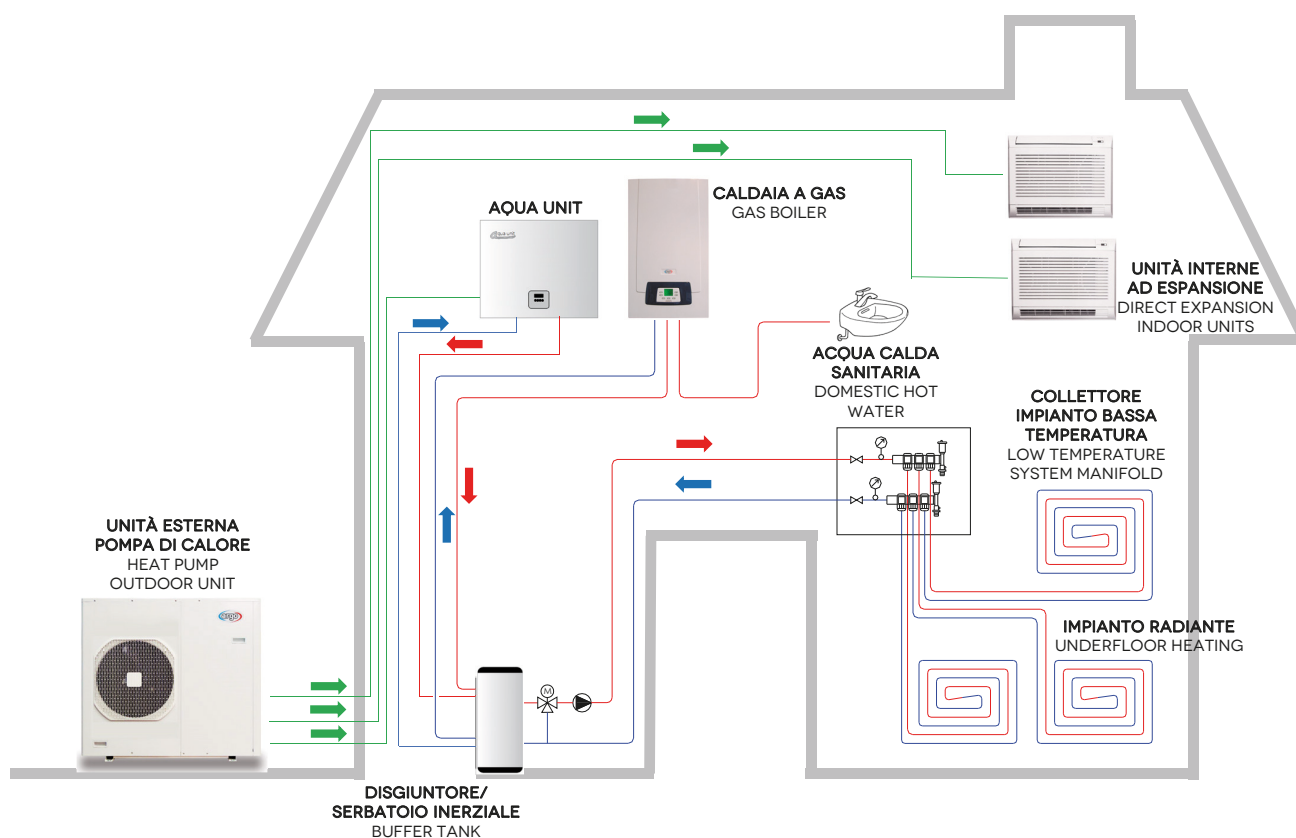 AQUA UNIT
CALDAIA A GAS
GAS BOILER
UNITÀ INTERNE
AD ESPANSIONE
DIRECT EXPANSION
INDOOR UNITS
ACQUA CALDA
SANITARIA
DOMESTIC HOT
WATER
COLLETTORE
IMPIANTO BASSA
TEMPERATURA
LOW TEMPERATURE
SYSTEM MANIFOLD
UNITÀ ESTERNA
POMPA DI CALORE
HEAT PUMP
OUTDOOR UNIT
argo
IMPIANTO RADIANTE
UNDERFLOOR HEATING
M
DISGIUNTORE/
SERBATOIO INERZIALE
BUFFER TANK